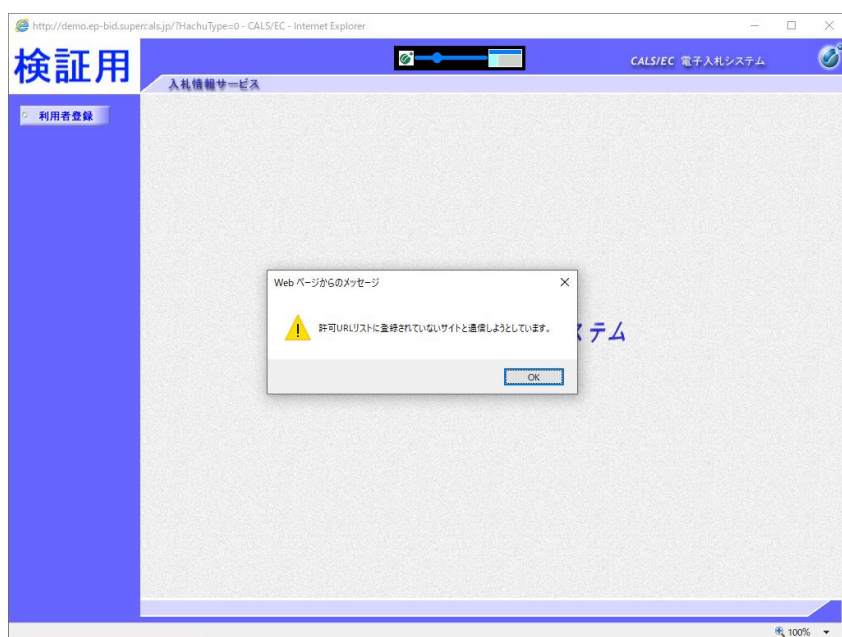 http://demo.ep-bid.supercals.jp/?HachuType=0 - CALS/EC - Internet Explorer
検証用
CALS/EC 電子入札システム
入札情報サービス
利用者登録
Web ページからのメッセージ
許可URLリストに登録されていないサイトと通信しようとしています。
テム
OK
100%